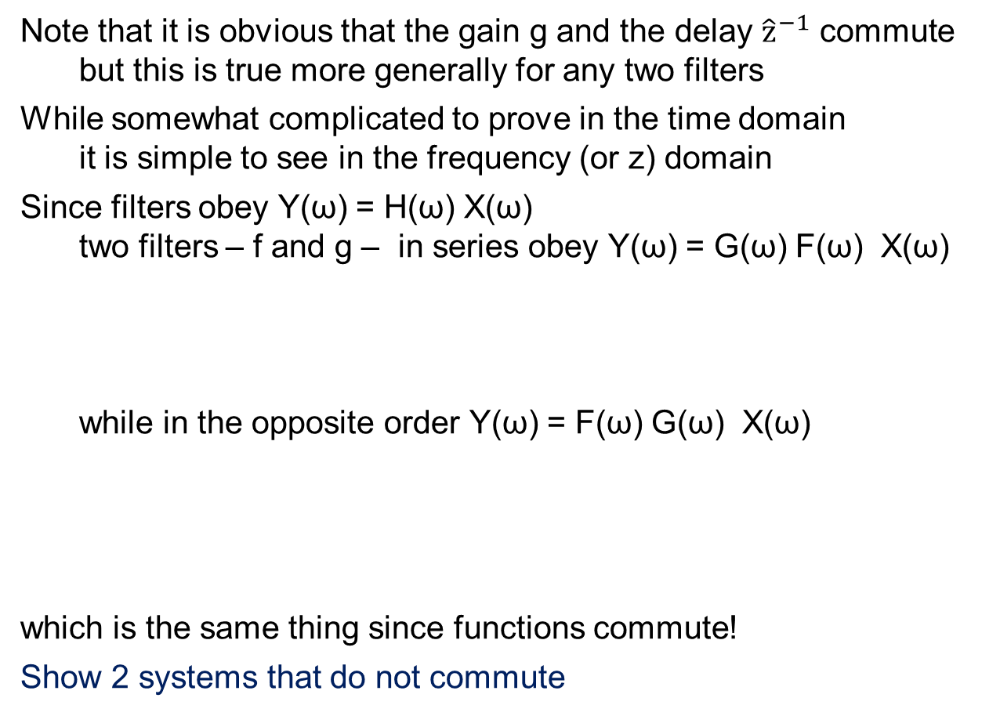 Note that it is obvious that the gain g and the delay ẑ⁻¹ commute
but this is true more generally for any two filters
While somewhat complicated to prove in the time domain
it is simple to see in the frequency (or z) domain
Since filters obey Y(ω) = H(ω) X(ω)
two filters – f and g – in series obey Y(ω) = G(ω) F(ω) X(ω)
while in the opposite order Y(ω) = F(ω) G(ω) X(ω)
which is the same thing since functions commute!
Show 2 systems that do not commute